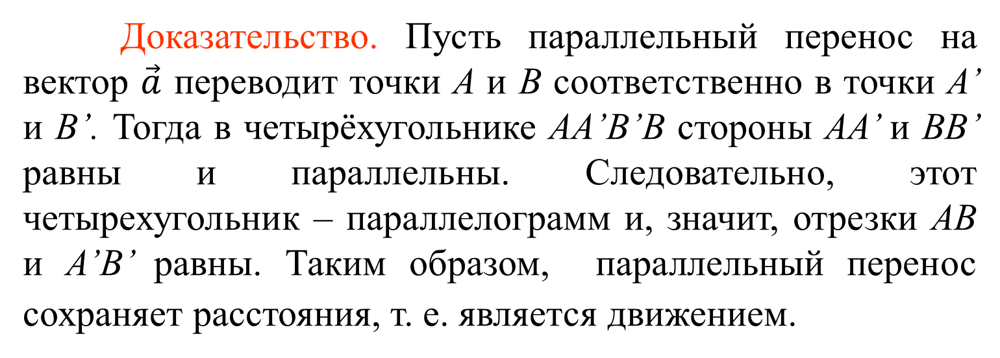 Доказательство. Пусть параллельный перенос на
вектор a⃗ переводит точки A и B соответственно в точки A’
и B’. Тогда в четырёхугольнике AA’B’B стороны AA’ и BB’
равны и параллельны. Следовательно, этот
четырехугольник – параллелограмм и, значит, отрезки AB
и A’B’ равны. Таким образом, параллельный перенос
сохраняет расстояния, т. е. является движением.